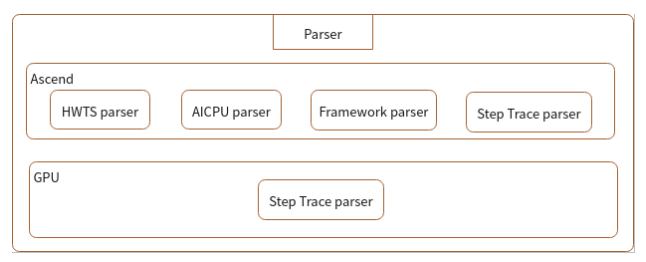 Parser
Ascend
HWTS parser
AICPU parser
Framework parser
Step Trace parser
GPU
Step Trace parser